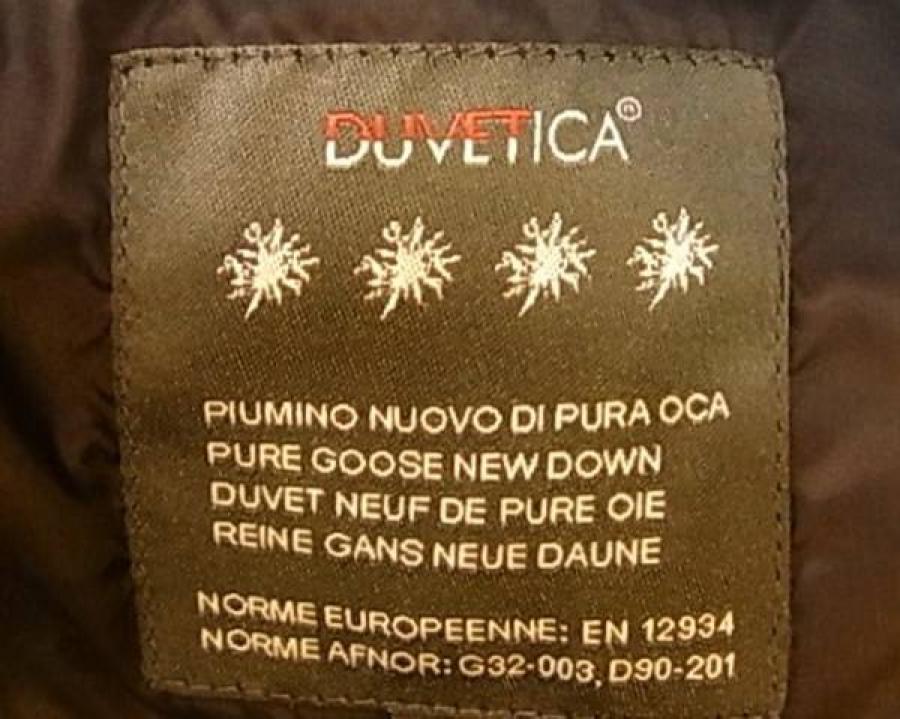 DUVETICA®
PIUMINO NUOVO DI PURA OCA
PURE GOOSE NEW DOWN
DUVET NEUF DE PURE OIE
REINE GANS NEUE DAUNE
NORME EUROPEENNE: EN 12934
NORME AFNOR: G32-003, D90-201